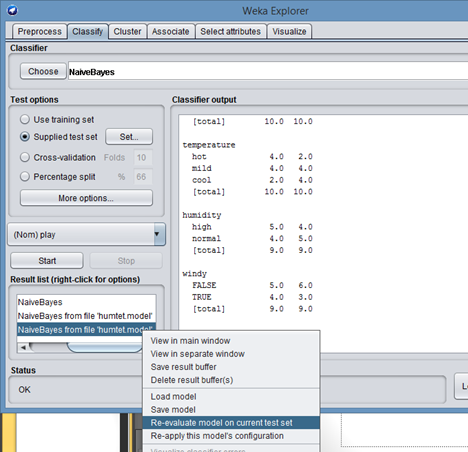 Weka Explorer
Preprocess Classify Cluster Associate Select attributes Visualize
Classifier
Choose NaiveBayes
Test options
Use training set
Supplied test set Set...
Cross-validation Folds 10
Percentage split % 66
More options...
(Nom) play
Start Stop
Result list (right-click for options)
NaiveBayes
NaiveBayes from file 'humtet.model'
NaiveBayes from file 'humtet.model'
Classifier output
[total] 10.0 10.0
temperature
hot 4.0 2.0
mild 4.0 4.0
cool 2.0 4.0
[total] 10.0 10.0
humidity
high 5.0 4.0
normal 4.0 5.0
[total] 9.0 9.0
windy
FALSE 5.0 6.0
TRUE 4.0 3.0
[total] 9.0 9.0
View in main window
View in separate window
Save result buffer
Delete result buffer(s)
Load model
Save model
Re-evaluate model on current test set
Re-apply this model's configuration
Visualize classifier errors
Status
OK